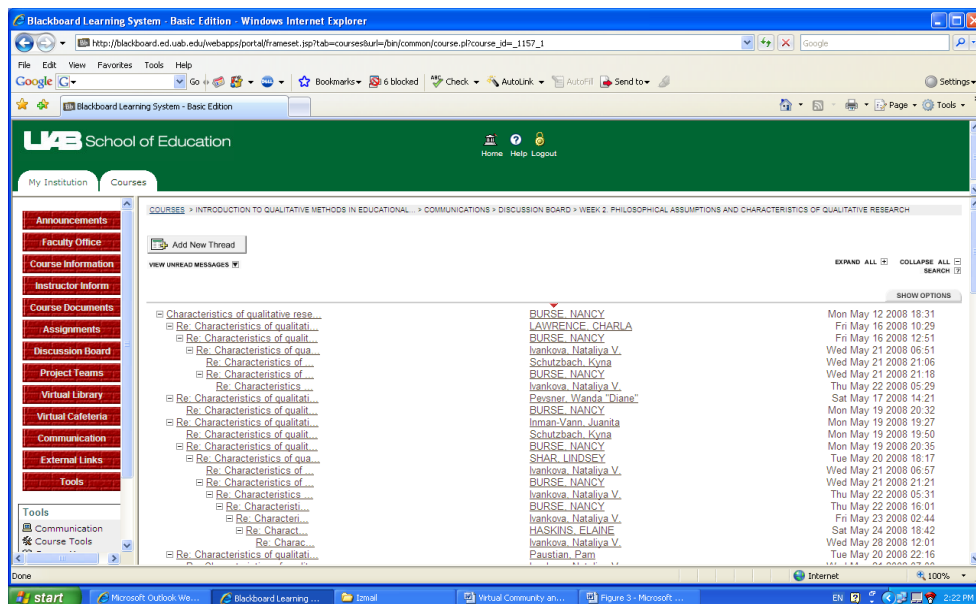 Blackboard Learning System - Basic Edition - Windows Internet Explorer
http://blackboard.ed.uab.edu/webapps/portal/frameset.jsp?tab=courses&url=/bin/common/course.pl?course_id=_1157_1
Google
File Edit View Favorites Tools Help
Google G Go Bookmarks 6 blocked Check AutoLink AutoFill Send to Settings
Blackboard Learning System - Basic Edition Page Tools
UAB School of Education
Home Help Logout
My Institution Courses
COURSES > INTRODUCTION TO QUALITATIVE METHODS IN EDUCATIONAL... > COMMUNICATIONS > DISCUSSION BOARD > WEEK 2. PHILOSOPHICAL ASSUMPTIONS AND CHARACTERISTICS OF QUALITATIVE RESEARCH
Announcements
Faculty Office
Course Information
Instructor Inform
Course Documents
Assignments
Discussion Board
Project Teams
Virtual Library
Virtual Cafeteria
Communication
External Links
Tools
Tools
Communication
Course Tools
Add New Thread
VIEW UNREAD MESSAGES
EXPAND ALL COLLAPSE ALL
SEARCH
SHOW OPTIONS
Characteristics of qualitative rese... BURSE, NANCY Mon May 12 2008 18:31
Re: Characteristics of qualitati... LAWRENCE, CHARLA Fri May 16 2008 10:29
Re: Characteristics of qualit... BURSE, NANCY Fri May 16 2008 12:51
Re: Characteristics of qua... Ivankova, Nataliya V. Wed May 21 2008 06:51
Re: Characteristics of ... Schutzbach, Kyna Wed May 21 2008 21:06
Re: Characteristics of ... BURSE, NANCY Wed May 21 2008 21:18
Re: Characteristics ... Ivankova, Nataliya V. Thu May 22 2008 05:29
Re: Characteristics of qualitati... Pevsner, Wanda "Diane" Sat May 17 2008 14:21
Re: Characteristics of qualit... BURSE, NANCY Mon May 19 2008 20:32
Re: Characteristics of qualitati... Inman-Vann, Juanita Mon May 19 2008 19:27
Re: Characteristics of qualit... Schutzbach, Kyna Mon May 19 2008 19:50
Re: Characteristics of qualit... BURSE, NANCY Mon May 19 2008 20:35
Re: Characteristics of qua... SHAR, LINDSEY Tue May 20 2008 18:17
Re: Characteristics of ... Ivankova, Nataliya V. Wed May 21 2008 06:57
Re: Characteristics of ... BURSE, NANCY Wed May 21 2008 21:21
Re: Characteristics ... Ivankova, Nataliya V. Thu May 22 2008 05:31
Re: Characteristi... BURSE, NANCY Thu May 22 2008 16:01
Re: Characteri... Ivankova, Nataliya V. Fri May 23 2008 02:44
Re: Charact... HASKINS, ELAINE Sat May 24 2008 18:42
Re: Charac... Ivankova, Nataliya V. Wed May 28 2008 12:01
Re: Characteristics of qualitati... Paustian, Pam Tue May 20 2008 22:16
Done Internet 100%
start Microsoft Outlook We... Blackboard Learning ... Izmail Virtual Community an... Figure 3 - Microsoft ... EN 2:22 PM